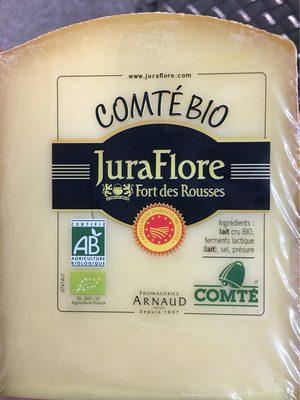 www.juraflore.com
COMTÉ BIO
JuraFlore
Fort des Rousses
Ingrédients :
lait cru BIO,
ferments lactique
(lait), sel, présure
CERTIFIÉ
AB
AGRICULTURE
BIOLOGIQUE
FR - BIO - 01
Agriculture France
FROMAGERIES
ARNAUD
Depuis 1907
COMTÉ